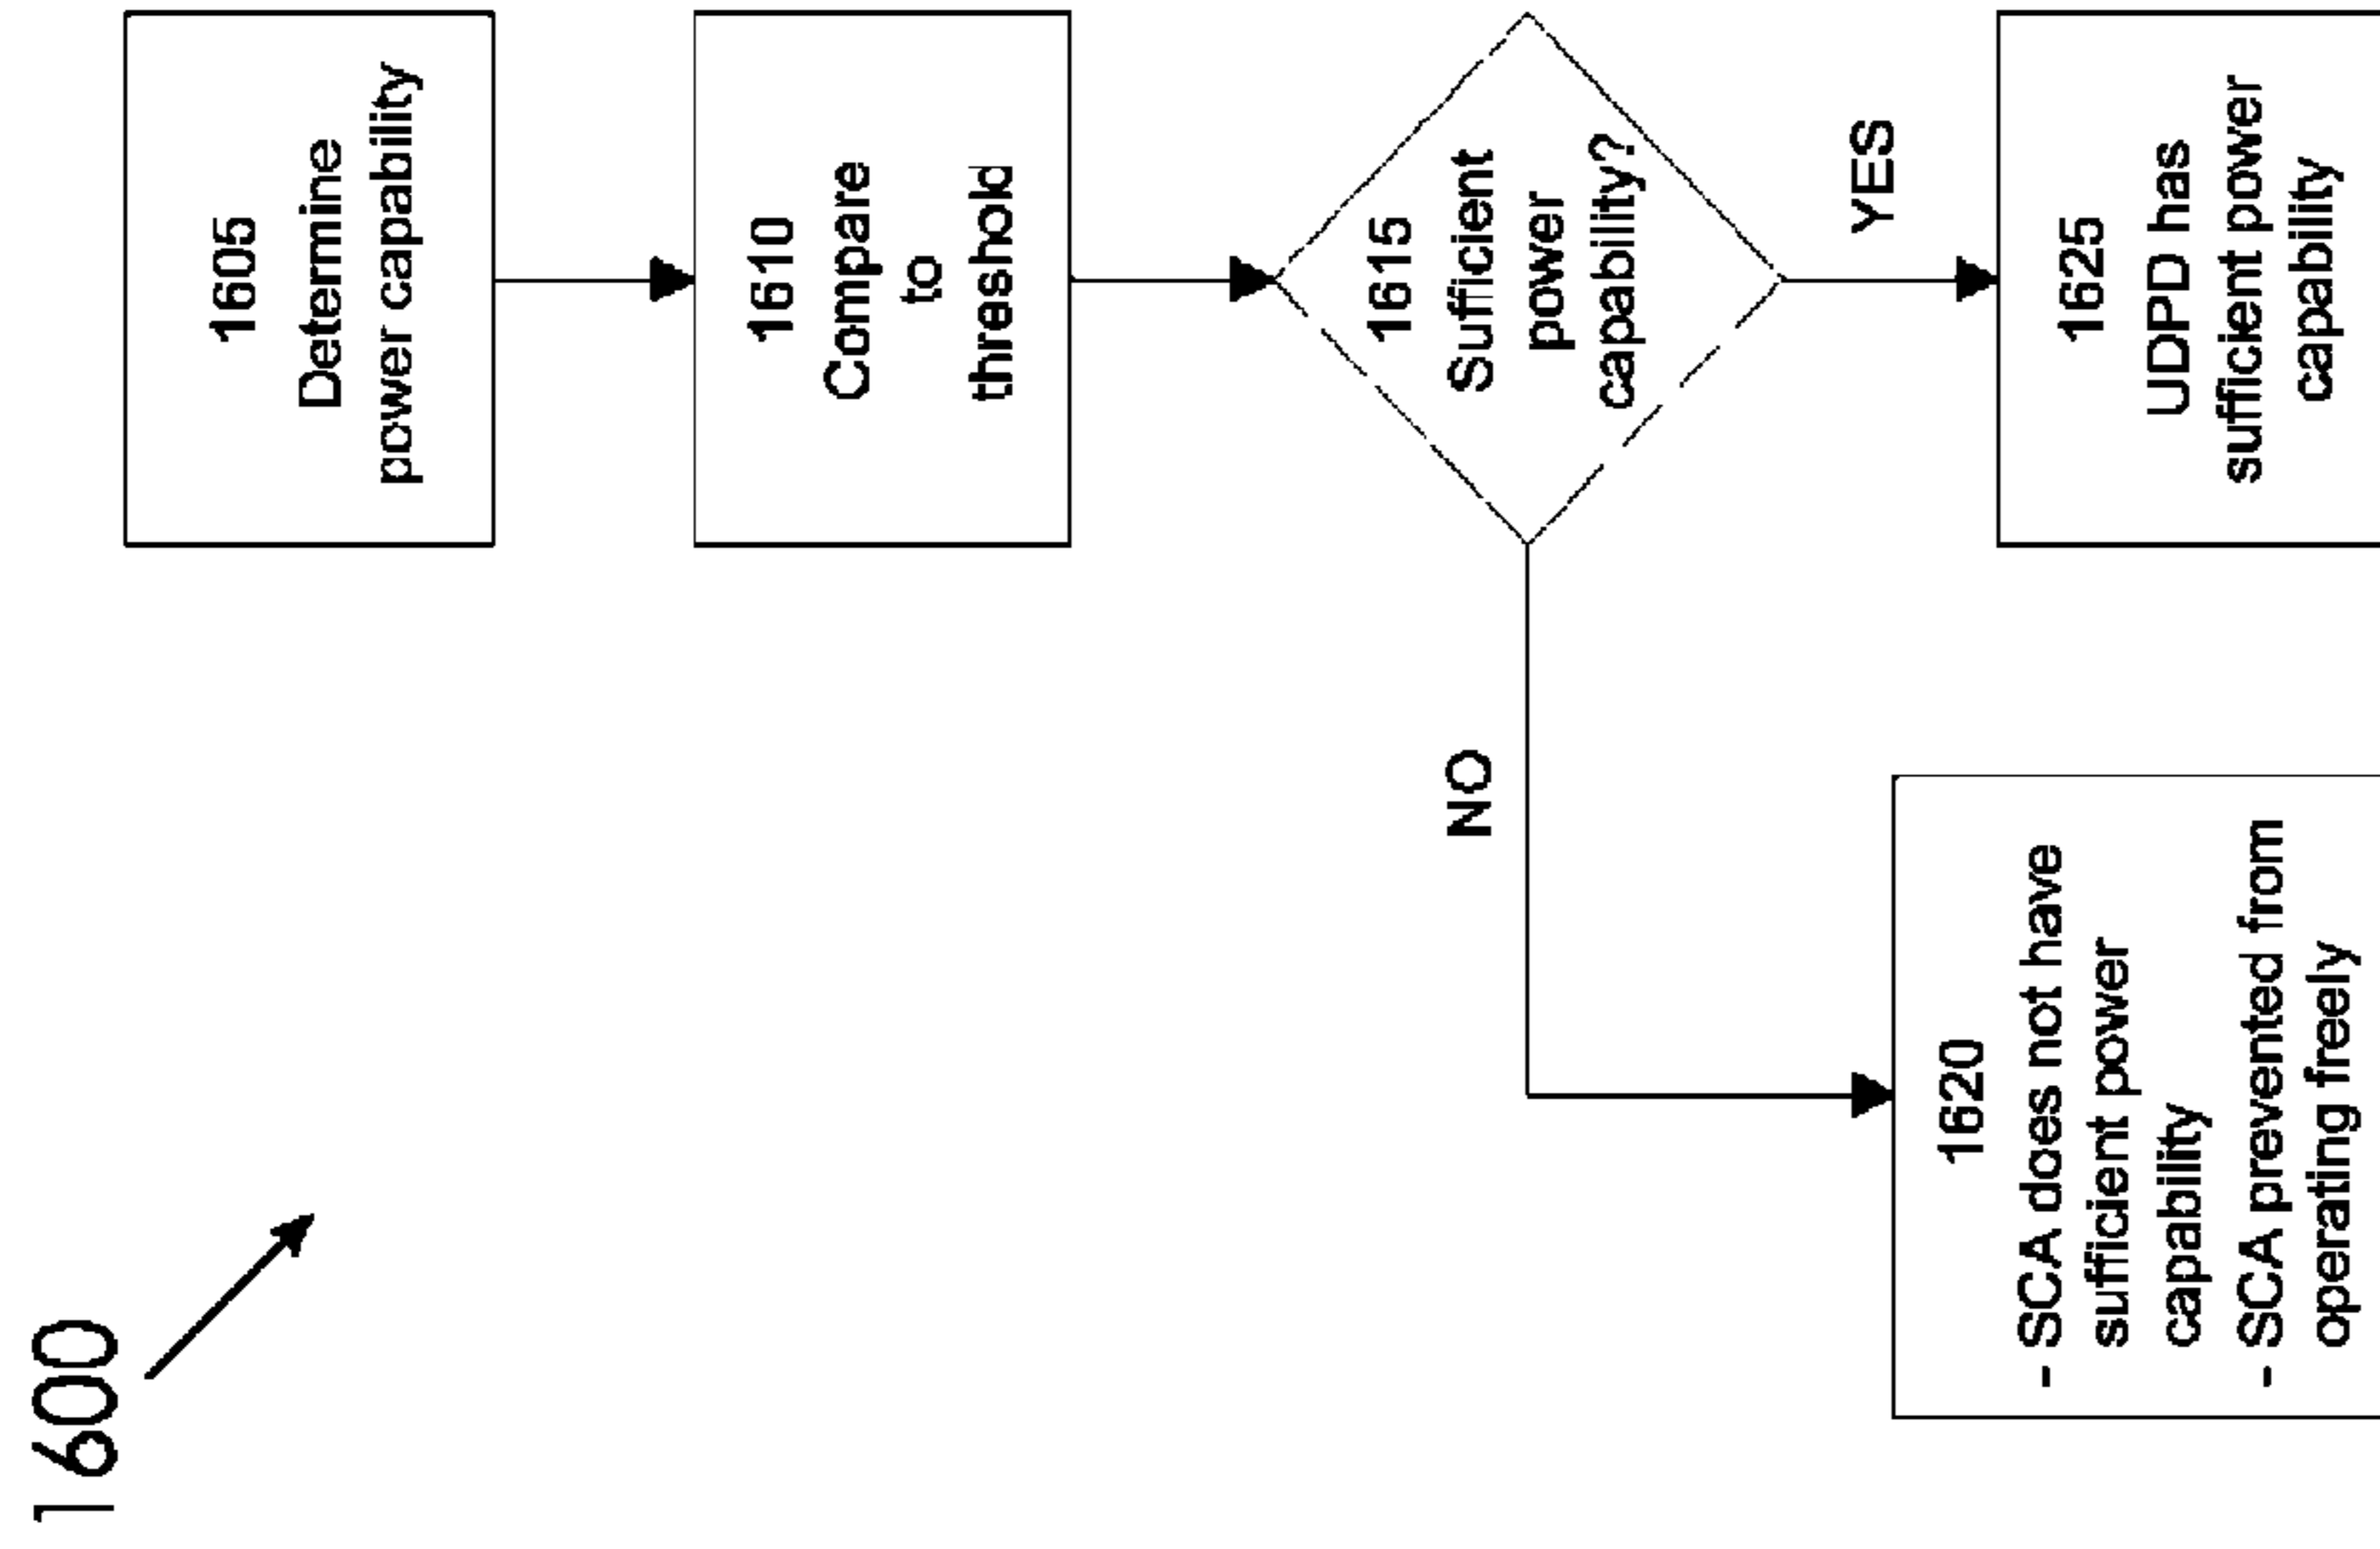 1600
1605
Determine
power capability
1610
Compare
to
threshold
1615
Sufficient
power
capability?
NO
YES
1620
- SCA does not have
sufficient power
capability
- SCA prevented from
operating freely
1625
UDPD has
sufficient power
capability